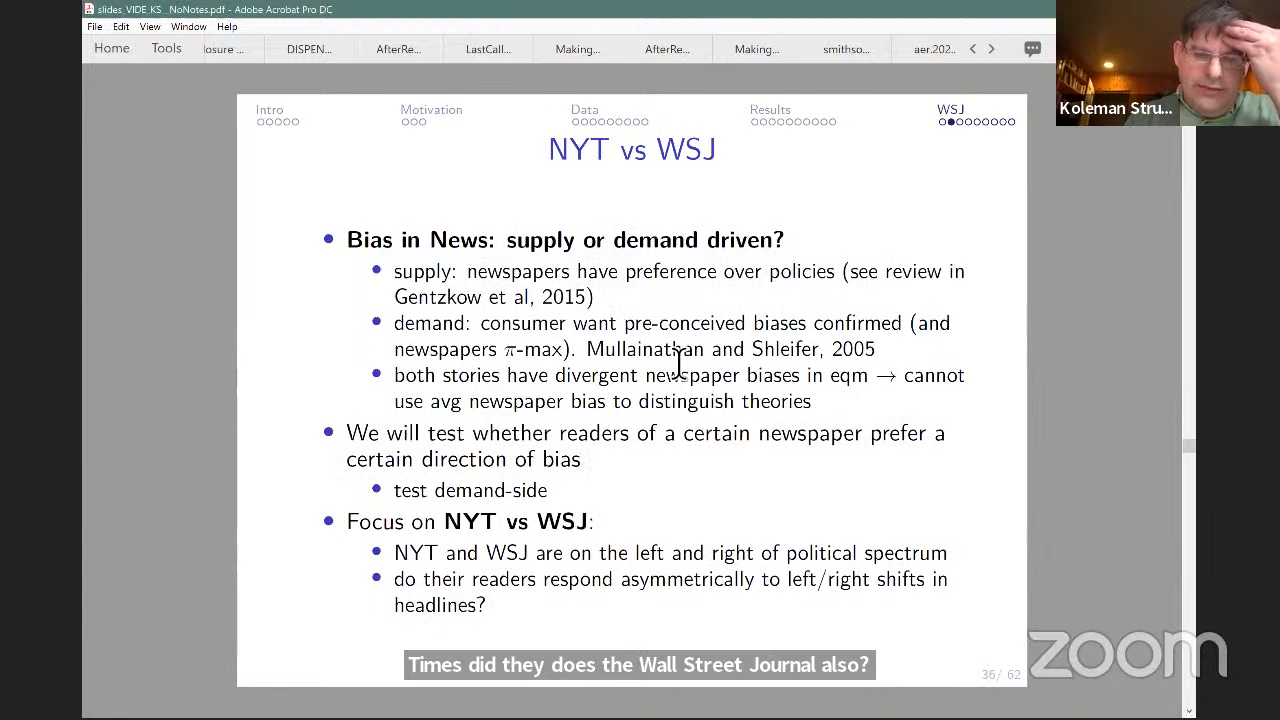 slides_VIDE_KS_NoNotes.pdf - Adobe Acrobat Pro DC
File Edit View Window Help
Home Tools losure ... DISPEN... AfterRe... LastCall... Making... AfterRe... Making... smithso... aer.202...
Koleman Stru...
Intro Motivation Data Results WSJ
NYT vs WSJ
• Bias in News: supply or demand driven?
• supply: newspapers have preference over policies (see review in
Gentzkow et al, 2015)
• demand: consumer want pre-conceived biases confirmed (and
newspapers π-max). Mullainathan and Shleifer, 2005
• both stories have divergent newspaper biases in eqm → cannot
use avg newspaper bias to distinguish theories
• We will test whether readers of a certain newspaper prefer a
certain direction of bias
• test demand-side
• Focus on NYT vs WSJ:
• NYT and WSJ are on the left and right of political spectrum
• do their readers respond asymmetrically to left/right shifts in
headlines?
Times did they does the Wall Street Journal also?
36/ 62
zoom